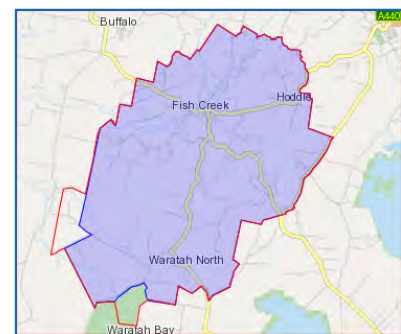 Buffalo
A440
Fish Creek
Hoddle
Waratah North
Waratah Bay